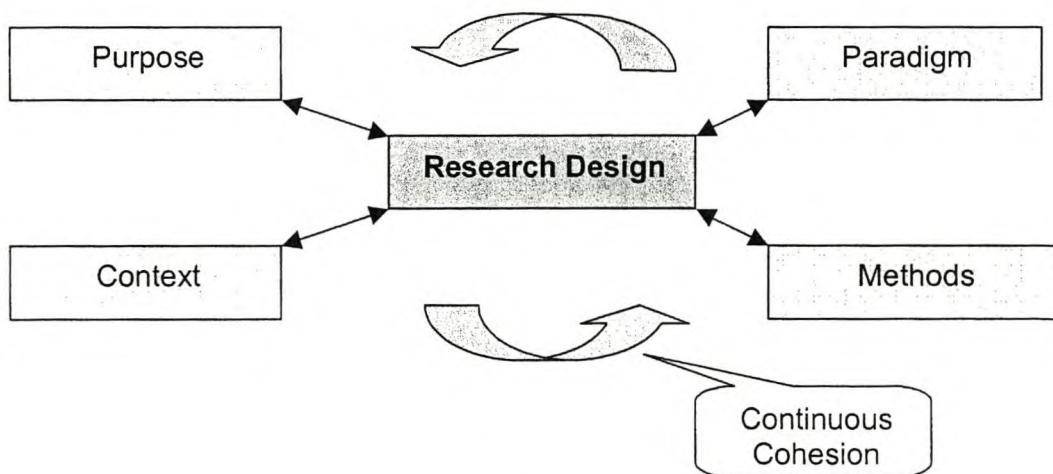 Purpose
Paradigm
Research Design
Context
Methods
Continuous
Cohesion